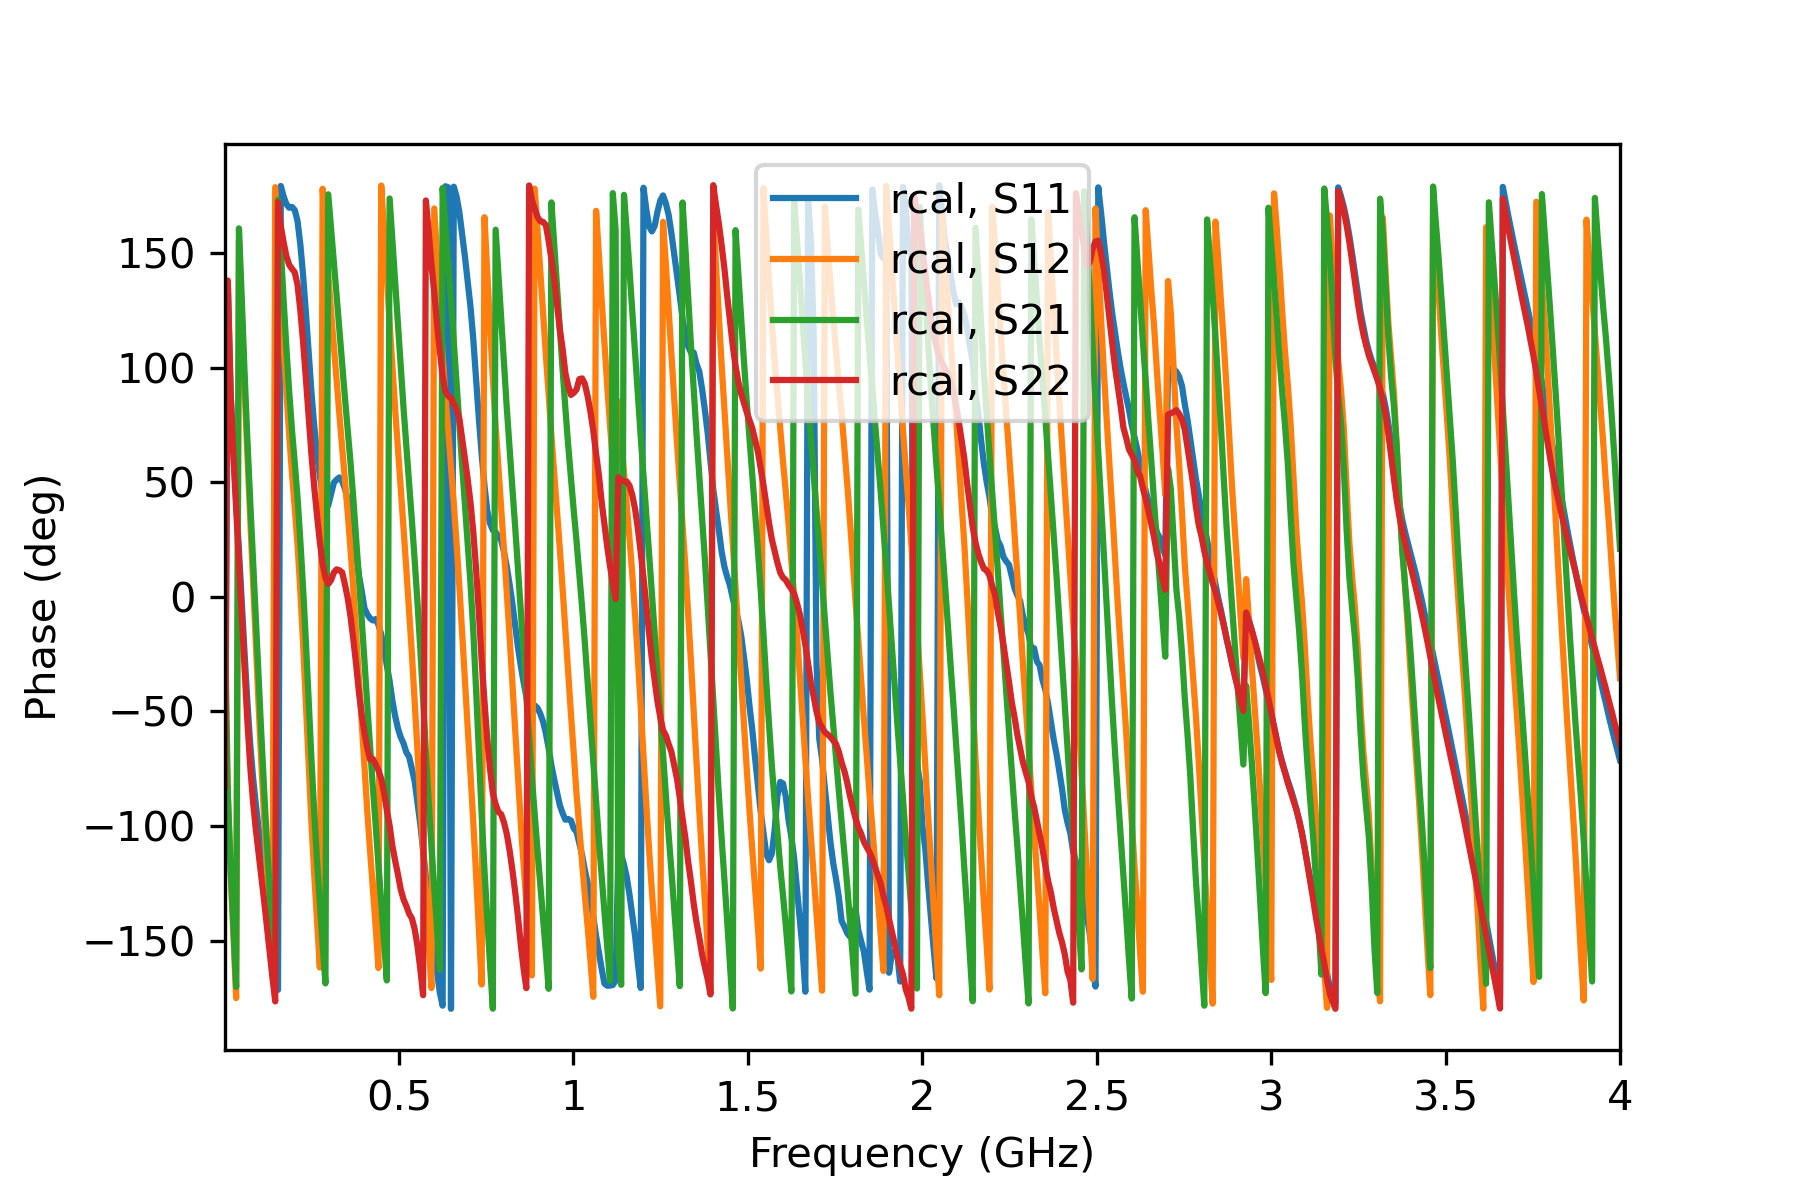 150
100
50
0
−50
−100
−150
Phase (deg)
rcal, S11
rcal, S12
rcal, S21
rcal, S22
0.5 1 1.5 2 2.5 3 3.5 4
Frequency (GHz)